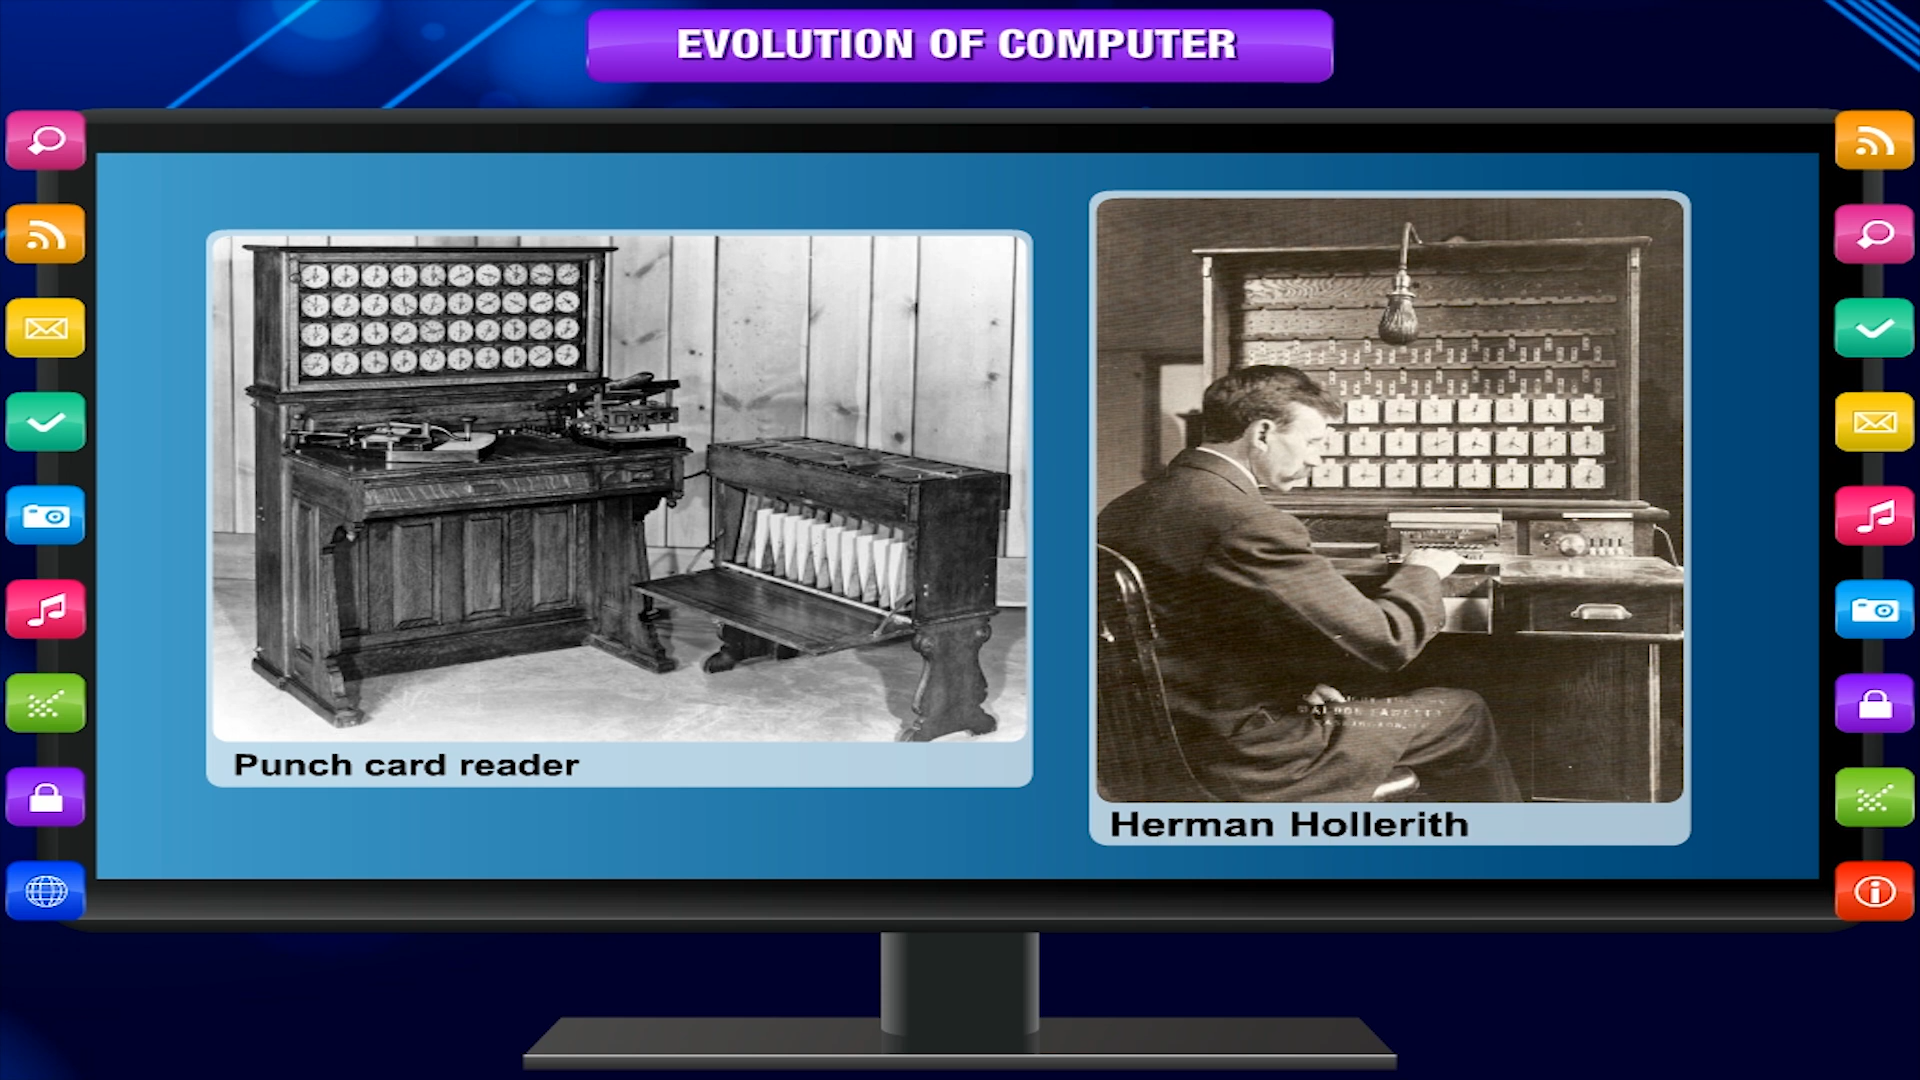 EVOLUTION OF COMPUTER
Punch card reader
Herman Hollerith